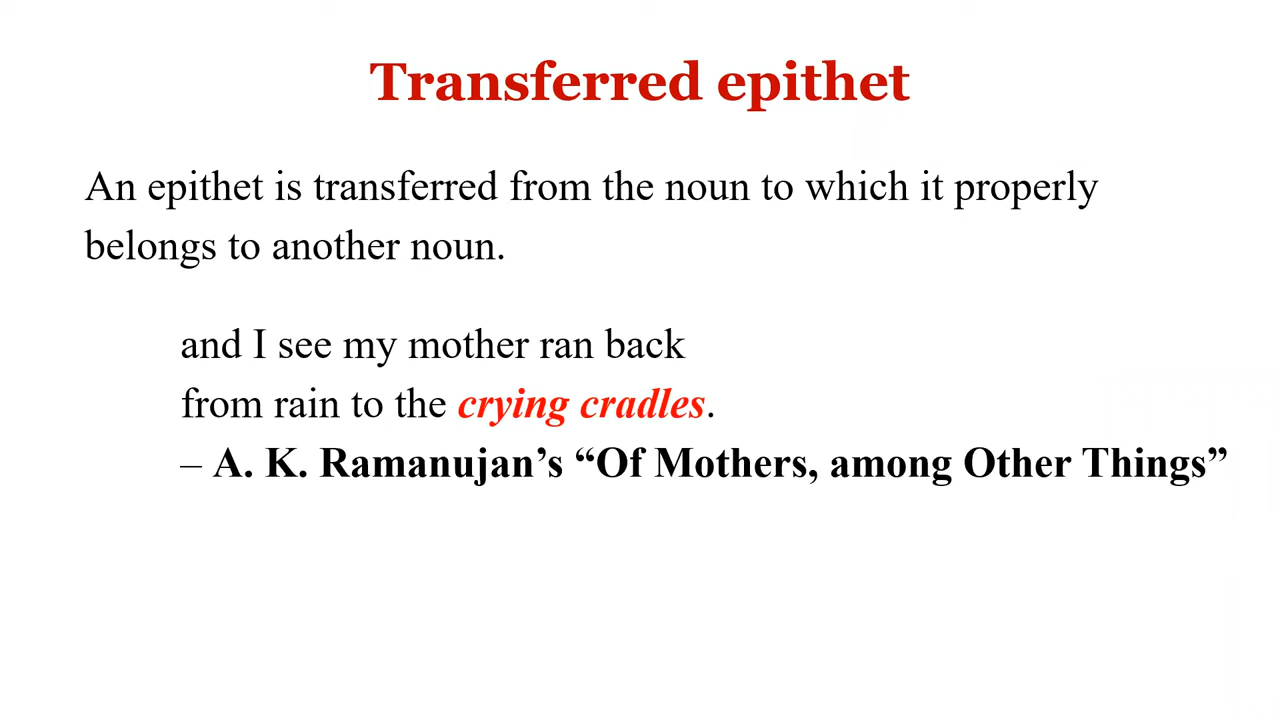 Transferred epithet
An epithet is transferred from the noun to which it properly
belongs to another noun.
and I see my mother ran back
from rain to the crying cradles.
– A. K. Ramanujan’s “Of Mothers, among Other Things”